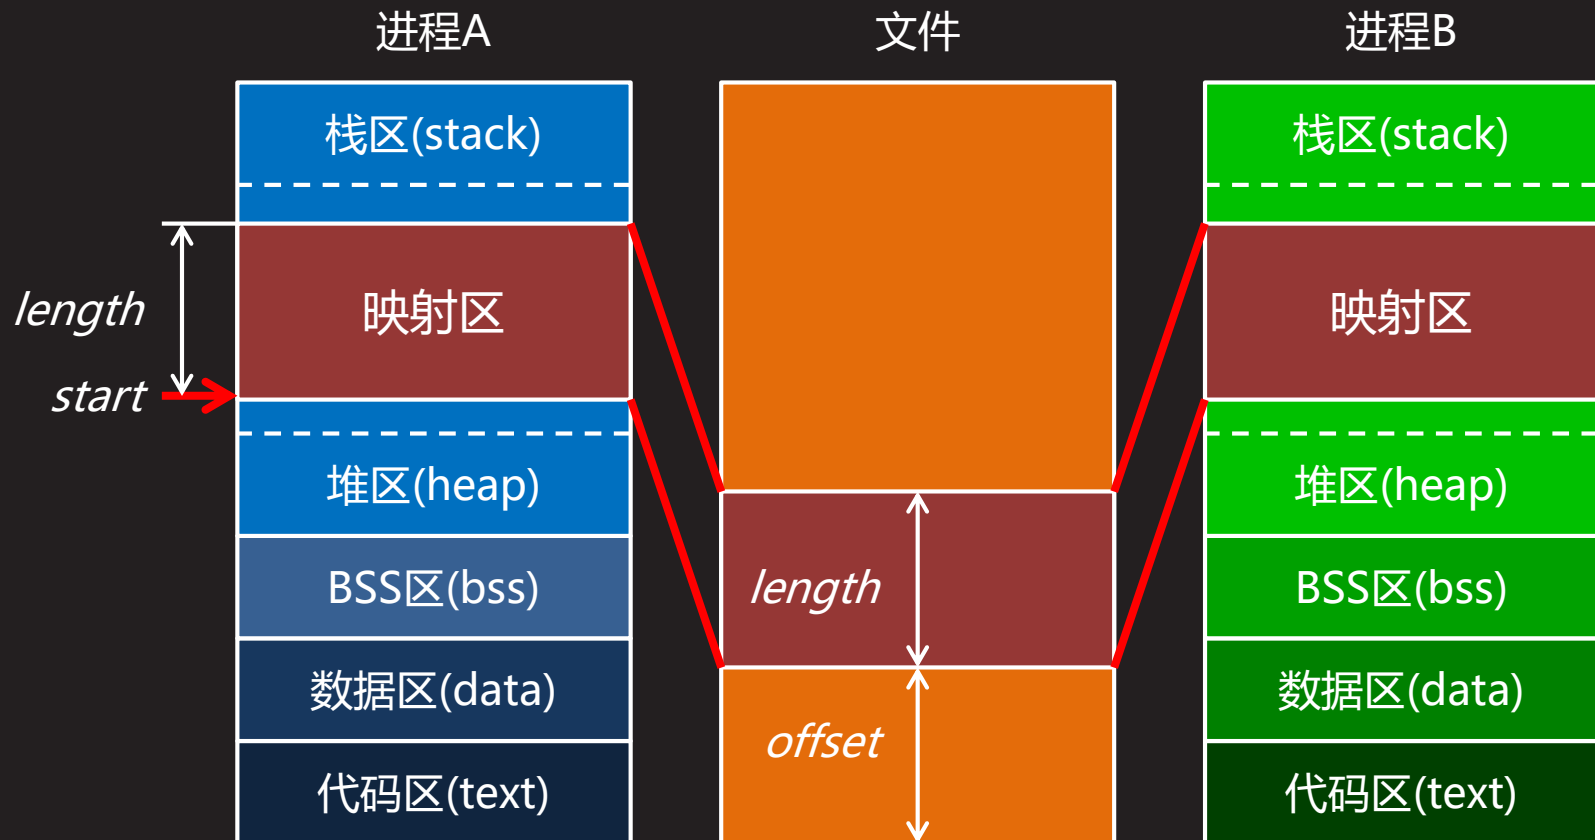 进程A
文件
进程B
栈区(stack)
栈区(stack)
length
映射区
映射区
start
堆区(heap)
堆区(heap)
BSS区(bss)
length
BSS区(bss)
数据区(data)
offset
数据区(data)
代码区(text)
代码区(text)